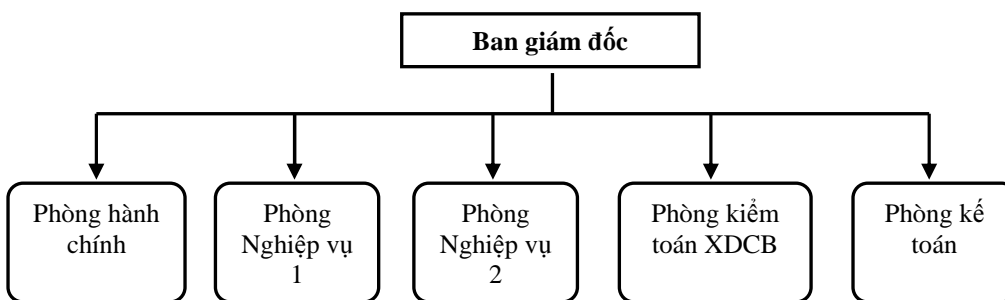 Ban giám đốc
Phòng hành
chính
Phòng
Nghiệp vụ
1
Phòng
Nghiệp vụ
2
Phòng kiểm
toán XDCB
Phòng kế
toán